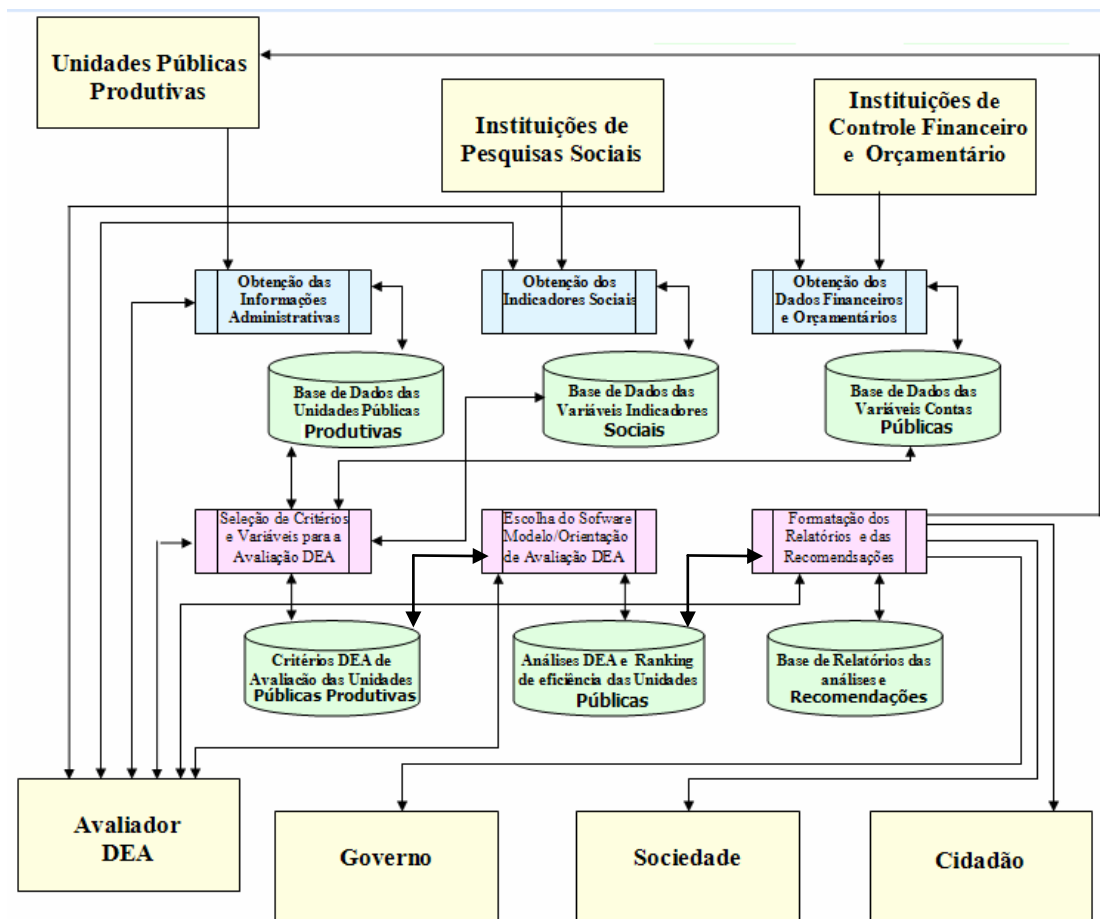 Unidades Públicas
Produtivas
Instituições de
Pesquisas Sociais
Instituições de
Controle Financeiro
e Orçamentário
Obtenção das
Informações
Administrativas
Obtenção dos
Indicadores Sociais
Obtenção dos
Dados Financeiros
e Orçamentários
Base de Dados das
Unidades Públicas
Produtivas
Base de Dados das
Variáveis Indicadores
Sociais
Base de Dados das
Variáveis Contas
Públicas
Seleção de Critérios
e Variáveis para a
Avaliação DEA
Escolha do Sofware
Modelo/Orientação
de Avaliação DEA
Formatação dos
Relatórios e das
Recomendsações
Critérios DEA de
Avaliacão das Unidades
Públicas Produtivas
Análises DEA e Ranking
de eficiência das Unidades
Públicas
Base de Relatórios das
análises e
Recomendações
Avaliador
DEA
Governo
Sociedade
Cidadão